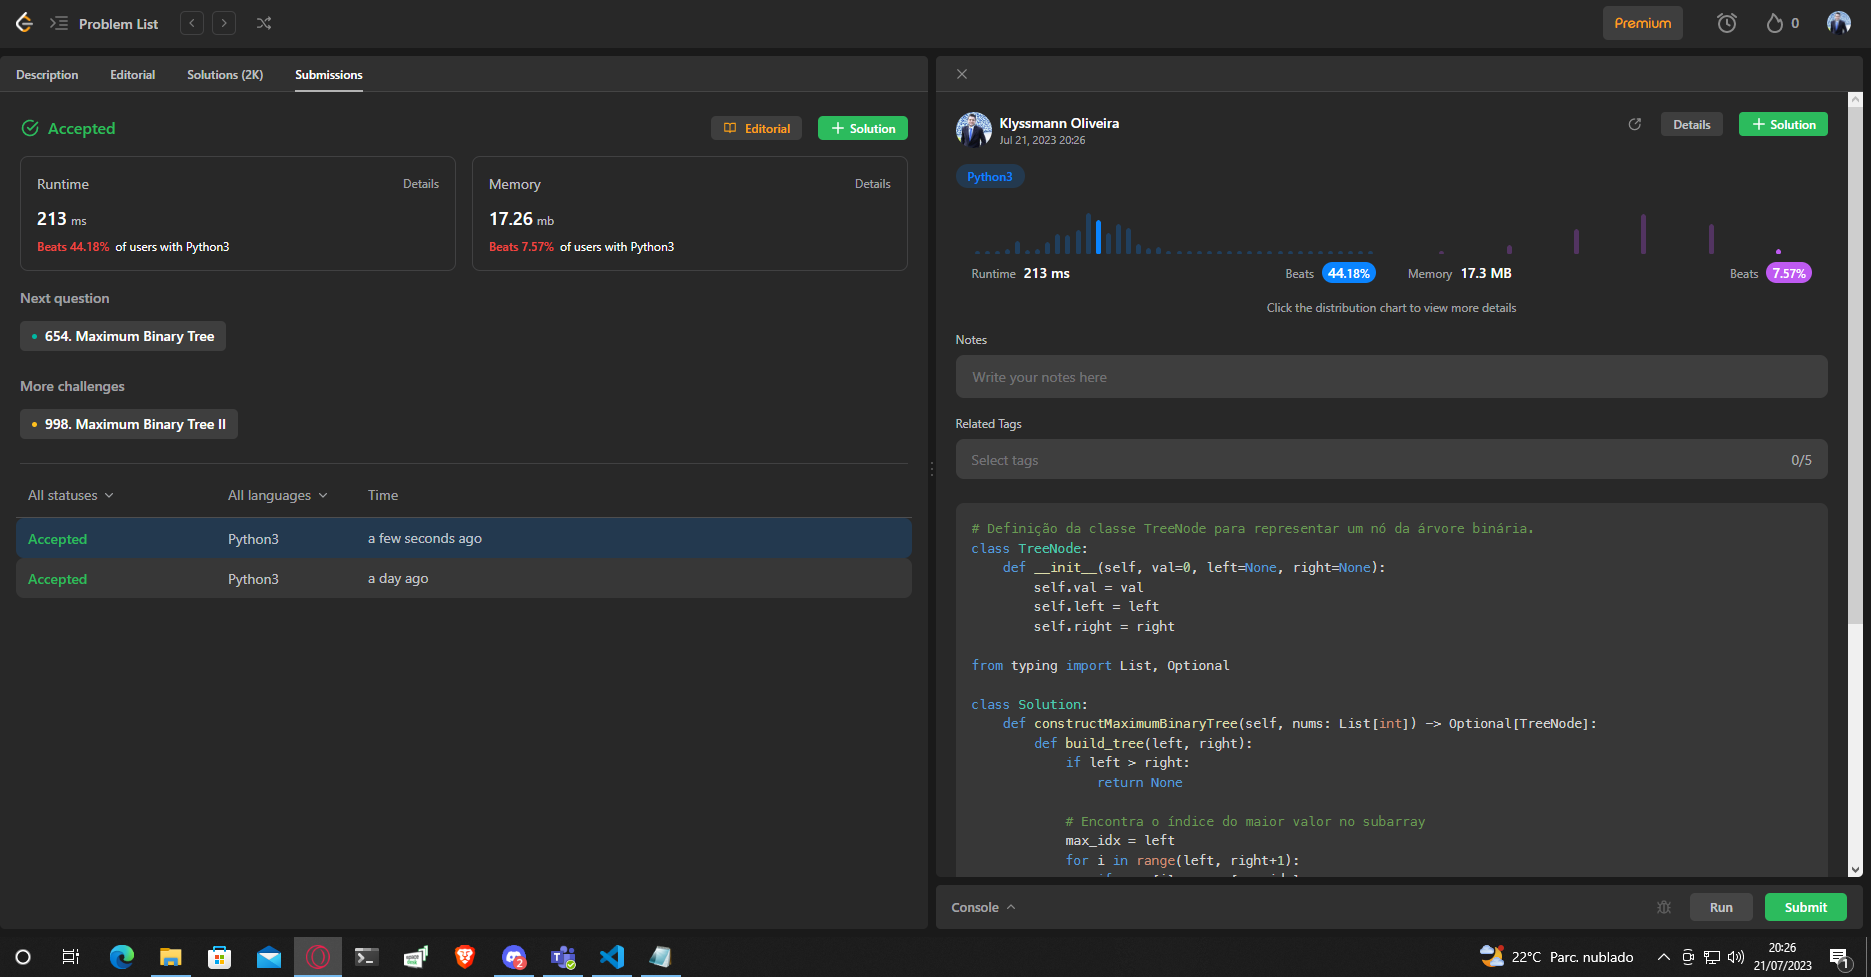 Problem List
Premium
0
Description Editorial Solutions (2K) Submissions
Accepted
Editorial
Solution
Runtime Details
213 ms
Beats 44.18% of users with Python3
Memory Details
17.26 mb
Beats 7.57% of users with Python3
Next question
654. Maximum Binary Tree
More challenges
998. Maximum Binary Tree II
All statuses All languages Time
Accepted Python3 a few seconds ago
Accepted Python3 a day ago
Klyssmann Oliveira
Jul 21, 2023 20:26
Details
Solution
Python3
Runtime 213 ms Beats 44.18%
Memory 17.3 MB Beats 7.57%
Click the distribution chart to view more details
Notes
Write your notes here
Related Tags
Select tags 0/5
# Definição da classe TreeNode para representar um nó da árvore binária.
class TreeNode:
    def __init__(self, val=0, left=None, right=None):
        self.val = val
        self.left = left
        self.right = right
from typing import List, Optional
class Solution:
    def constructMaximumBinaryTree(self, nums: List[int]) -> Optional[TreeNode]:
        def build_tree(left, right):
            if left > right:
                return None
            # Encontra o índice do maior valor no subarray
            max_idx = left
            for i in range(left, right+1):
Console
Run
Submit
2
22°C Parc. nublado
20:26
21/07/2023
1